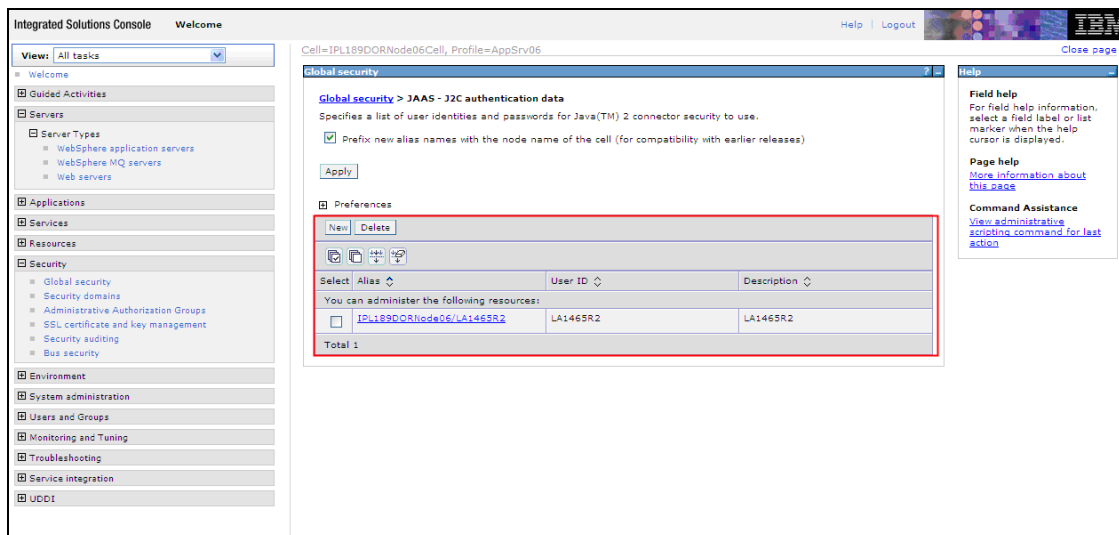 Integrated Solutions Console Welcome Help | Logout IBM
Cell=IPL189DORNode06Cell, Profile=AppSrv06 Close page
View: All tasks
Welcome
Guided Activities
Servers
Server Types
WebSphere application servers
WebSphere MQ servers
Web servers
Applications
Services
Resources
Security
Global security
Security domains
Administrative Authorization Groups
SSL certificate and key management
Security auditing
Bus security
Environment
System administration
Users and Groups
Monitoring and Tuning
Troubleshooting
Service integration
UDDI
Global security ? -
Global security > JAAS - J2C authentication data
Specifies a list of user identities and passwords for Java(TM) 2 connector security to use.
Prefix new alias names with the node name of the cell (for compatibility with earlier releases)
Apply
Preferences
New Delete
Select Alias User ID Description
You can administer the following resources:
IPL189DORNode06/LA1465R2 LA1465R2 LA1465R2
Total 1
Help -
Field help
For field help information,
select a field label or list
marker when the help
cursor is displayed.
Page help
More information about
this page
Command Assistance
View administrative
scripting command for last
action